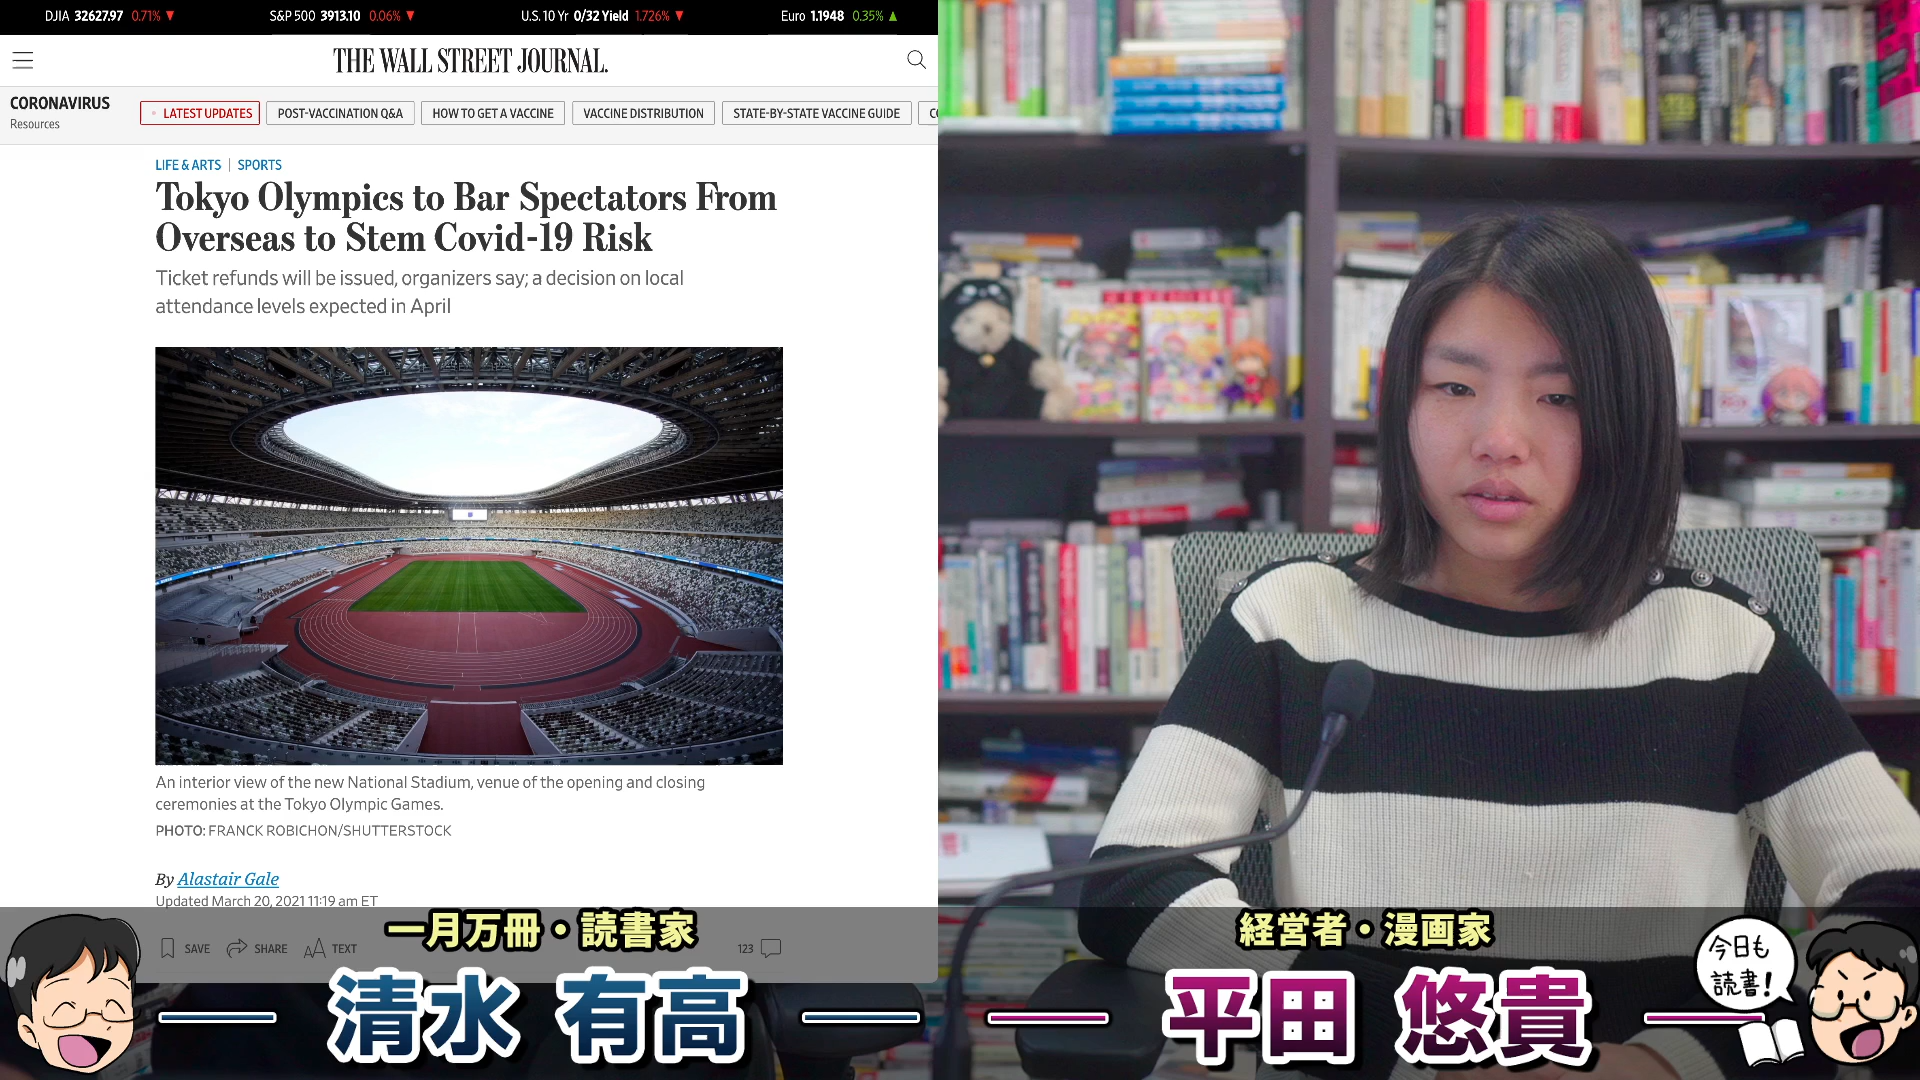 DJIA 32627.97 0.71% ▼ S&P 500 3913.10 0.06% ▼ U.S. 10 Yr 0/32 Yield 1.726% ▼ Euro 1.1948 0.35% ▲
THE WALL STREET JOURNAL.
CORONAVIRUS
Resources
LATEST UPDATES
POST-VACCINATION Q&A
HOW TO GET A VACCINE
VACCINE DISTRIBUTION
STATE-BY-STATE VACCINE GUIDE
LIFE & ARTS | SPORTS
Tokyo Olympics to Bar Spectators From
Overseas to Stem Covid-19 Risk
Ticket refunds will be issued, organizers say; a decision on local
attendance levels expected in April
An interior view of the new National Stadium, venue of the opening and closing
ceremonies at the Tokyo Olympic Games.
PHOTO: FRANCK ROBICHON/SHUTTERSTOCK
By Alastair Gale
Updated March 20, 2021 11:19 am ET
SAVE SHARE AA TEXT 123
一月万冊・読書家
清水 有高
経営者・漫画家
平田 悠貴
今日も
読書!